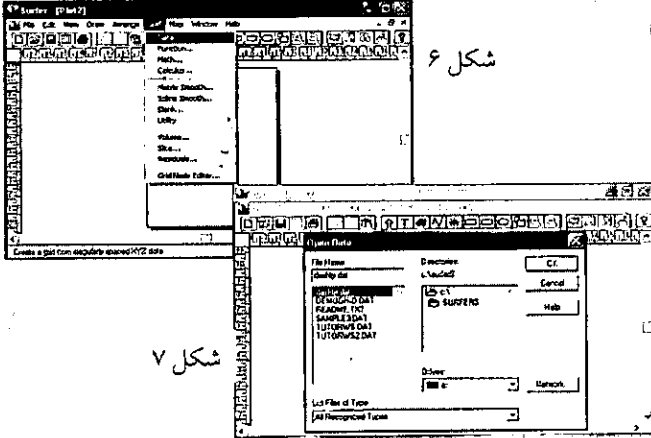 Surfer - [Plot2]
File Edit View Draw Arrange Map Window Help
Function...
Math...
Calculus...
Matrix Smooth...
Spline Smooth...
Blank...
Utility
Volume...
Slice...
Residuals...
Grid Node Editor...
Create a grid from irregularly spaced XYZ data
شکل ۶
Open Data
File Name
Directories:
OK
Cancel
Help
c:\
SURFER5
README.TXT
SAMPLE3.DAT
TUTORWS.DAT
TUTORWS2.DAT
Drives
Network...
List Files of Type
All Recognized Types
شکل ۷